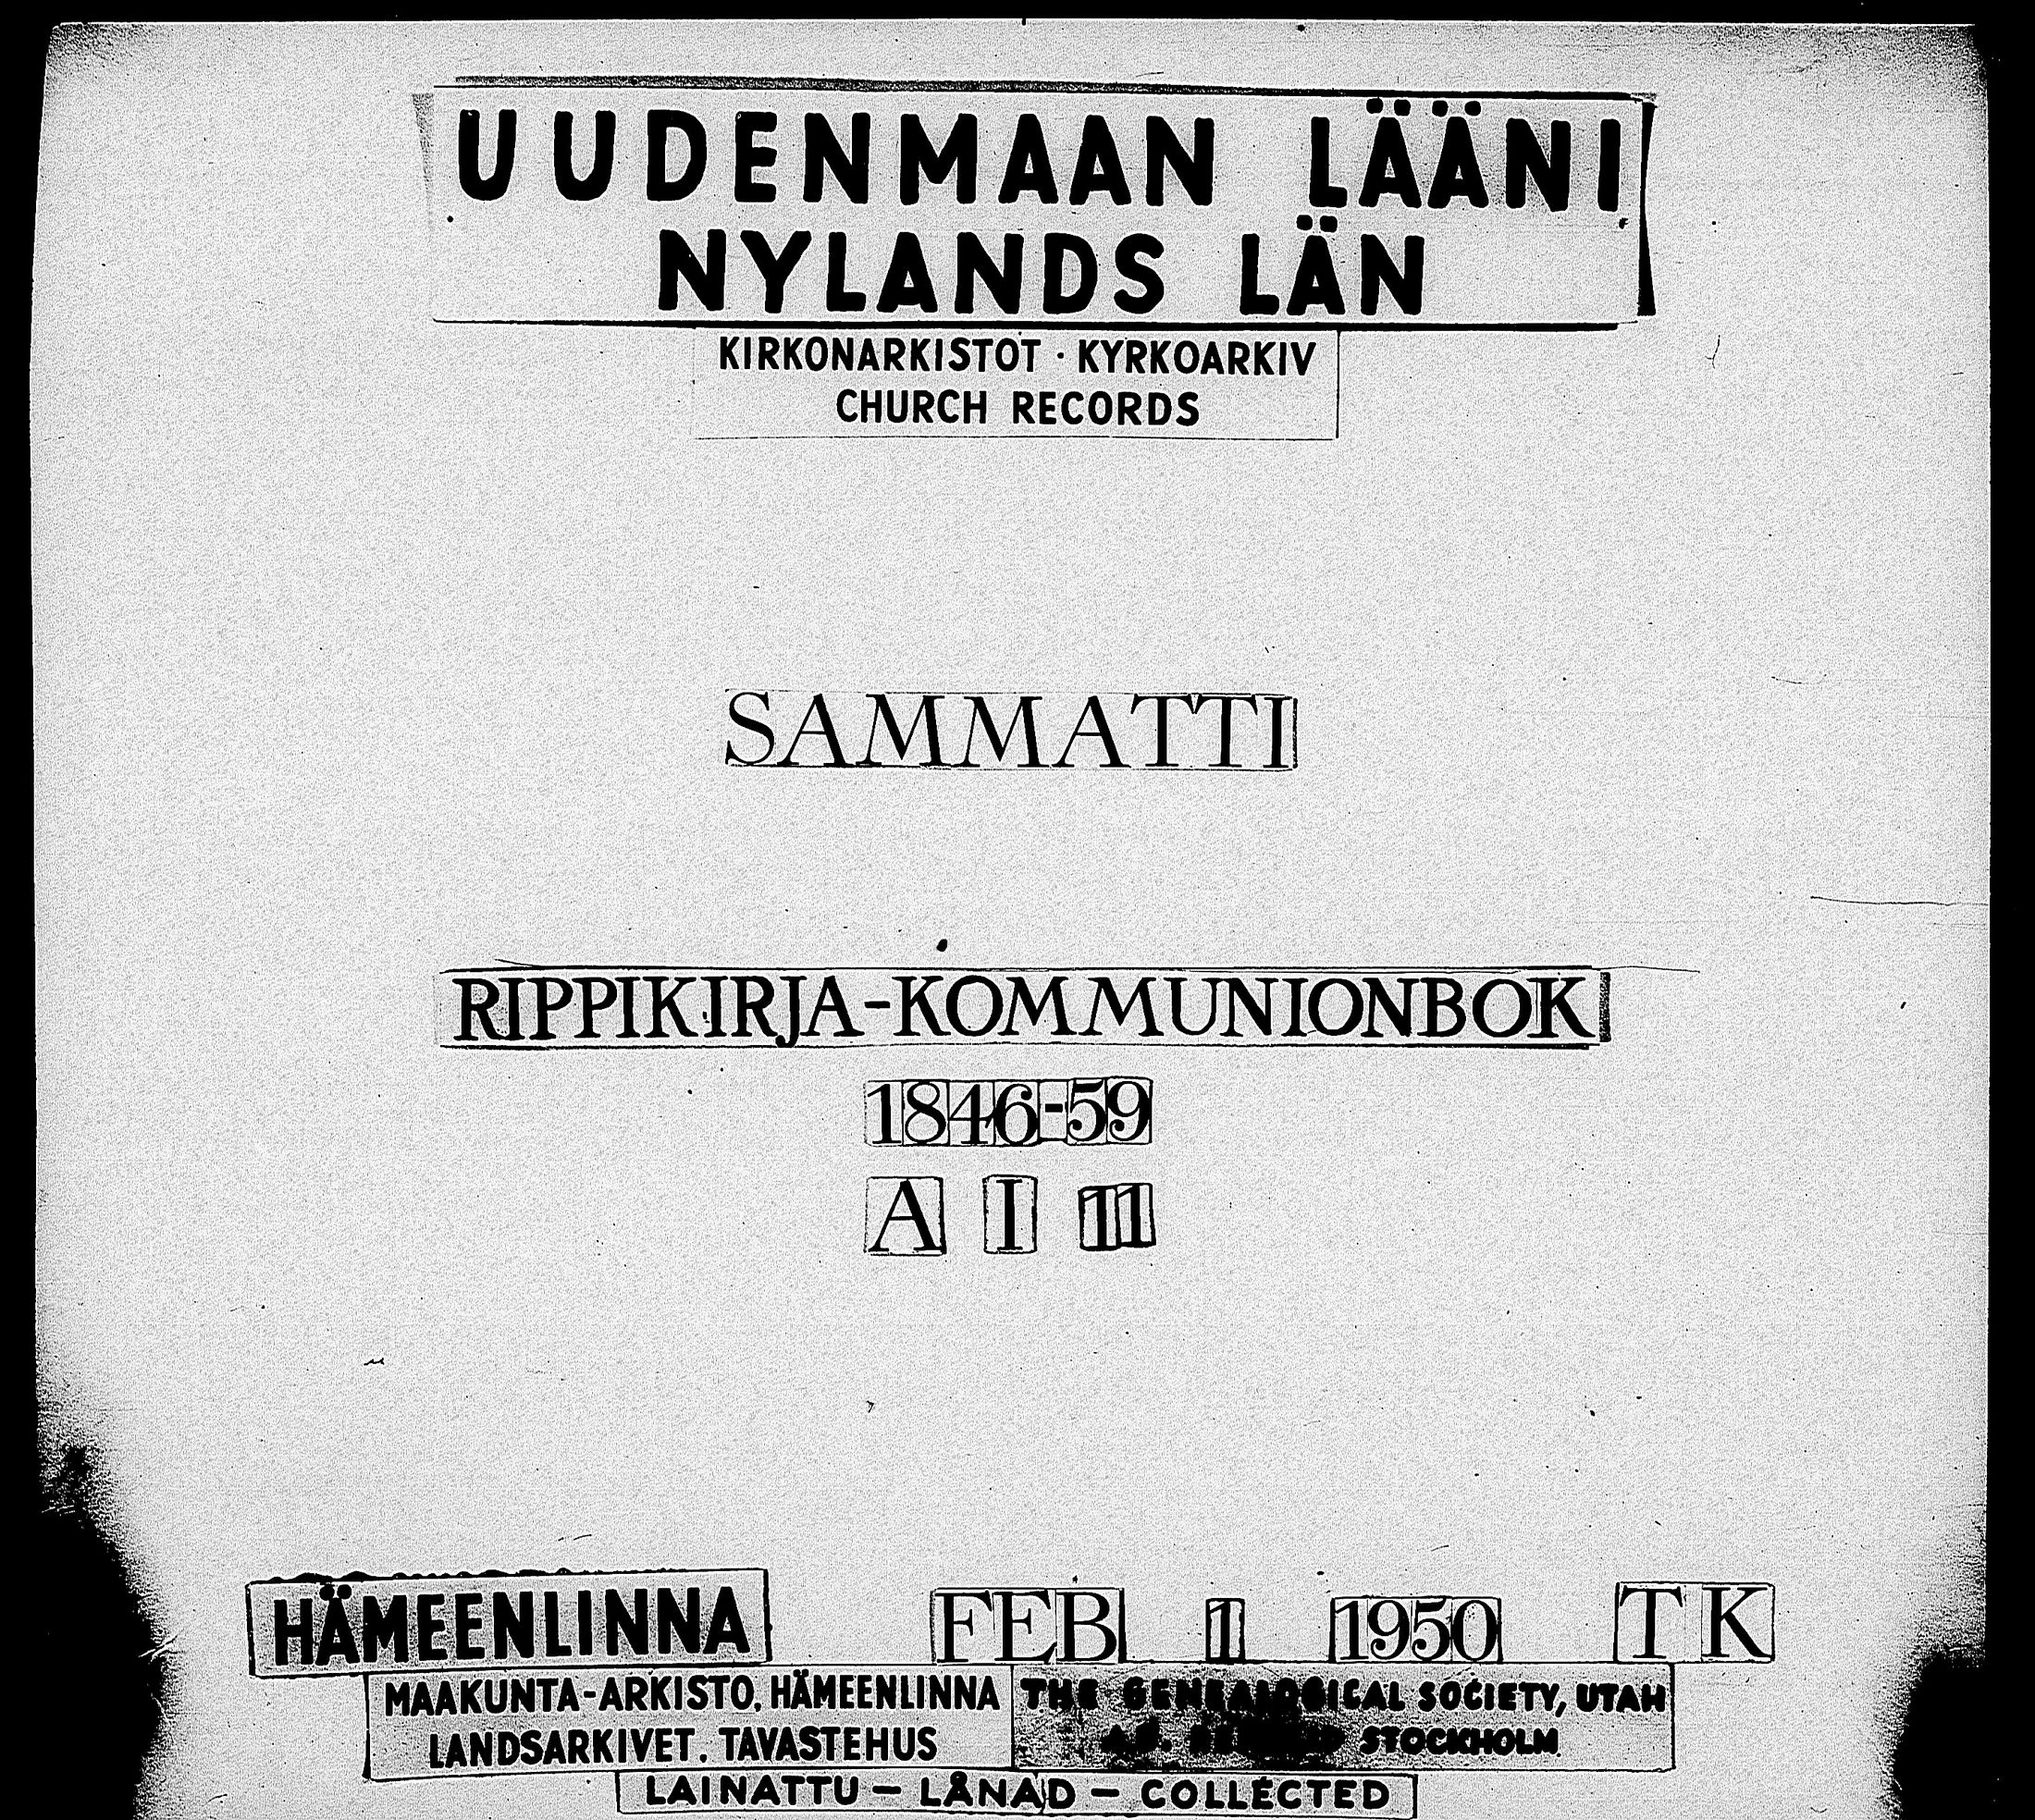 UUDENMAAN LÄÄNI
NYLANDS LÄN
KIRKONARKISTOT · KYRKOARKIV
CHURCH RECORDS
SAMMATTI
RIPPIKIRJA-KOMMUNIONBOK
1846-59
A I 11
HÄMEENLINNA FEB 1 1950 T K
MAAKUNTA-ARKISTO, HÄMEENLINNA
LANDSARKIVET. TAVASTEHUS
THE GENEALOGICAL SOCIETY, UTAH
STOCKHOLM
LAINATTU – LÅNAD – COLLECTED